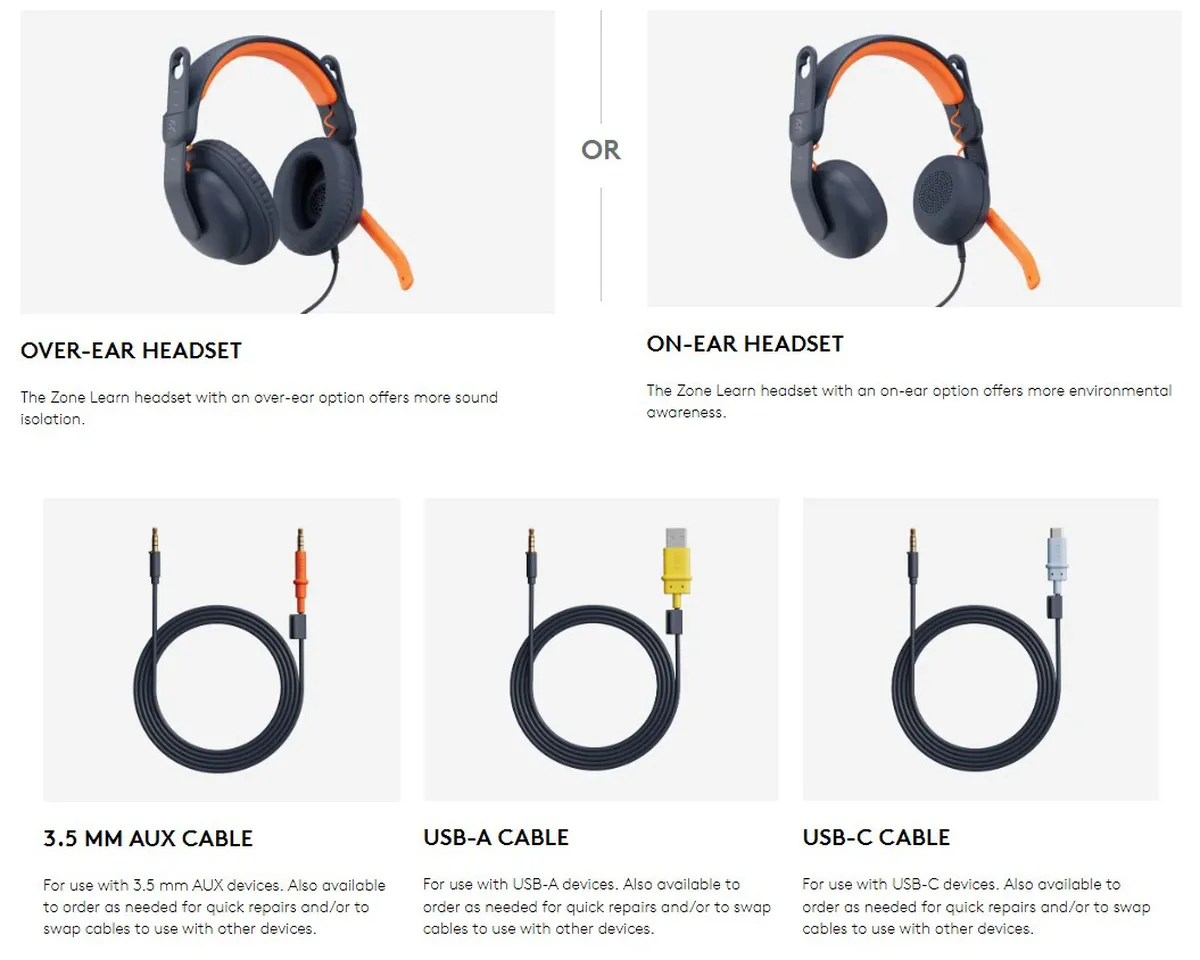 OR
OVER-EAR HEADSET
The Zone Learn headset with an over-ear option offers more sound
isolation.
ON-EAR HEADSET
The Zone Learn headset with an on-ear option offers more environmental
awareness.
3.5 MM AUX CABLE
For use with 3.5 mm AUX devices. Also available
to order as needed for quick repairs and/or to
swap cables to use with other devices.
USB-A CABLE
For use with USB-A devices. Also available to
order as needed for quick repairs and/or to swap
cables to use with other devices.
USB-C CABLE
For use with USB-C devices. Also available to
order as needed for quick repairs and/or to swap
cables to use with other devices.